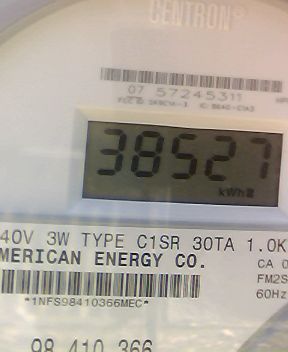 CENTRON®
07 57245311
38527
kWh
40V 3W TYPE C1SR 30TA 1.0K
MERICAN ENERGY CO.
CA 0
FM2S
60Hz
*1NFS98410366MEC*
98 410 366